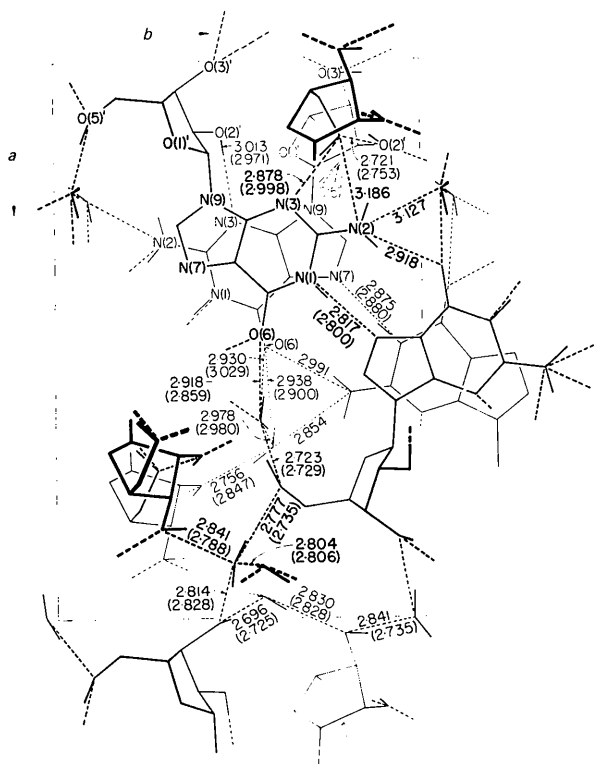 b
O(3)'
O(3)'
O(5)'
O(1)'
O(2)'
O(2)'
a
3·013
(2971)
2·721
(2753)
2·878
(2·998)
3·186
3·127
N(9)
N(3)
N(9)
N(3)
N(2)
N(2)
2·918
N(7)
N(1)
N(7)
N(1)
2·875
(2·880)
2·817
(2·800)
O(6)
O(6)
2·930
(3·029)
2·991
2·918
(2·859)
2·938
(2·900)
2·978
(2·980)
2·854
2·723
(2·729)
2·756
(2·847)
2·777
(2·735)
2·841
(2·788)
2·804
(2·806)
2·814
(2·828)
2·830
(2·828)
2·841
(2·735)
2·696
(2·725)